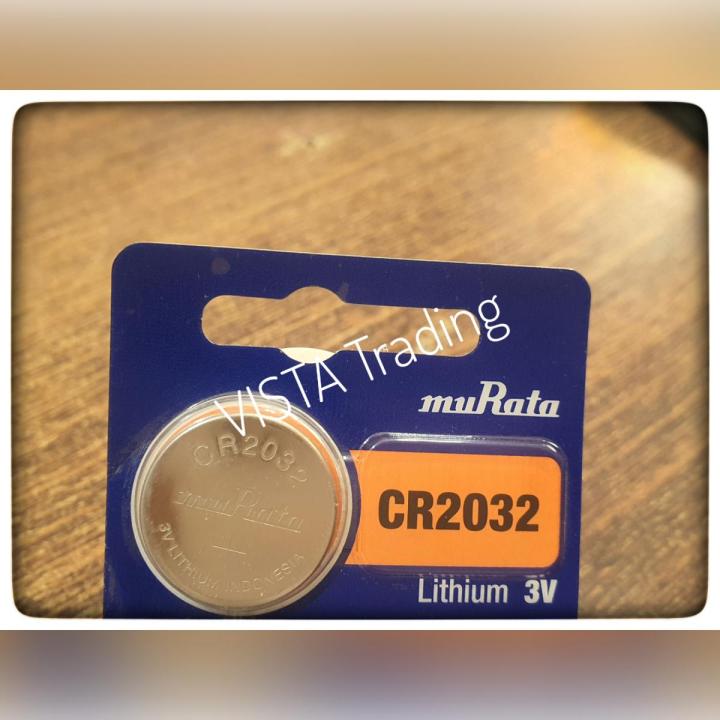 VISTA Trading
muRata
CR2032
muRata
3V LITHIUM INDONESIA
CR2032
Lithium 3V